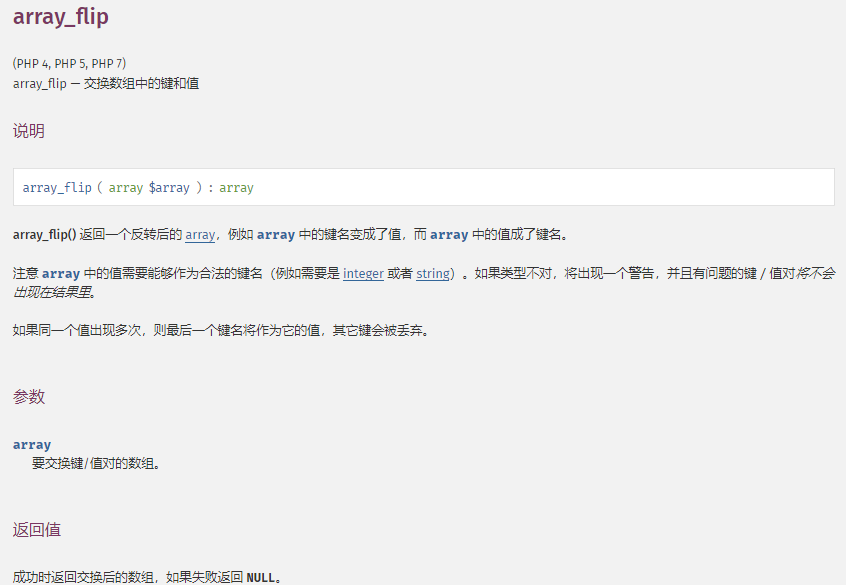 array_flip
(PHP 4, PHP 5, PHP 7)
array_flip — 交换数组中的键和值
说明
array_flip ( array $array ) : array
array_flip() 返回一个反转后的 array，例如 array 中的键名变成了值，而 array 中的值成了键名。
注意 array 中的值需要能够作为合法的键名（例如需要是 integer 或者 string）。如果类型不对，将出现一个警告，并且有问题的键 / 值对将不会
出现在结果里。
如果同一个值出现多次，则最后一个键名将作为它的值，其它键会被丢弃。
参数
array
要交换键/值对的数组。
返回值
成功时返回交换后的数组，如果失败返回 NULL。